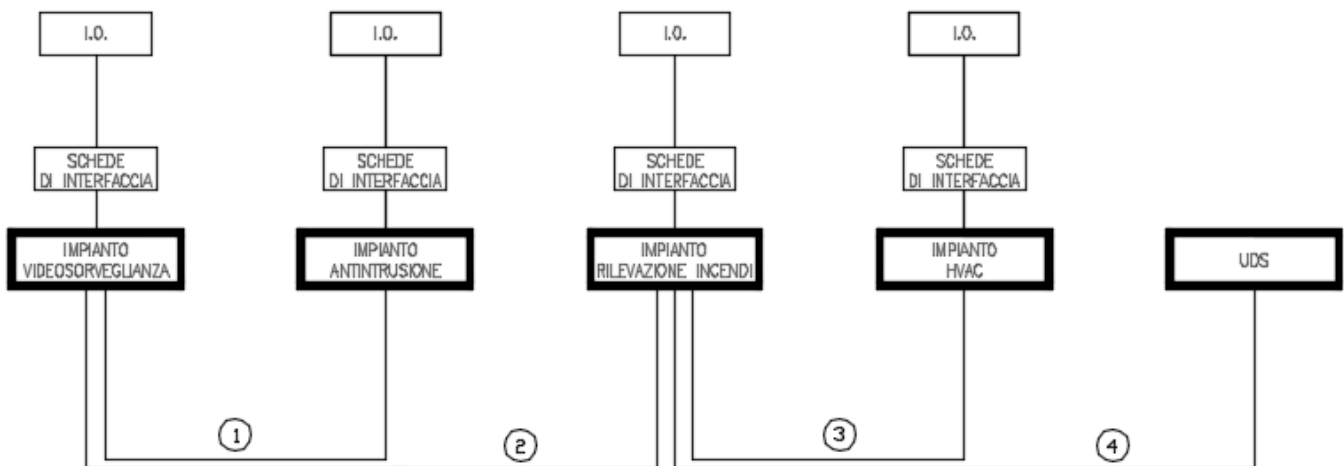 I.O.
I.O.
I.O.
I.O.
SCHEDE
DI INTERFACCIA
SCHEDE
DI INTERFACCIA
SCHEDE
DI INTERFACCIA
SCHEDE
DI INTERFACCIA
IMPIANTO
VIDEOSORVEGLIANZA
IMPIANTO
ANTINTRUSIONE
IMPIANTO
RILEVAZIONE INCENDI
IMPIANTO
HVAC
UDS
1
2
3
4